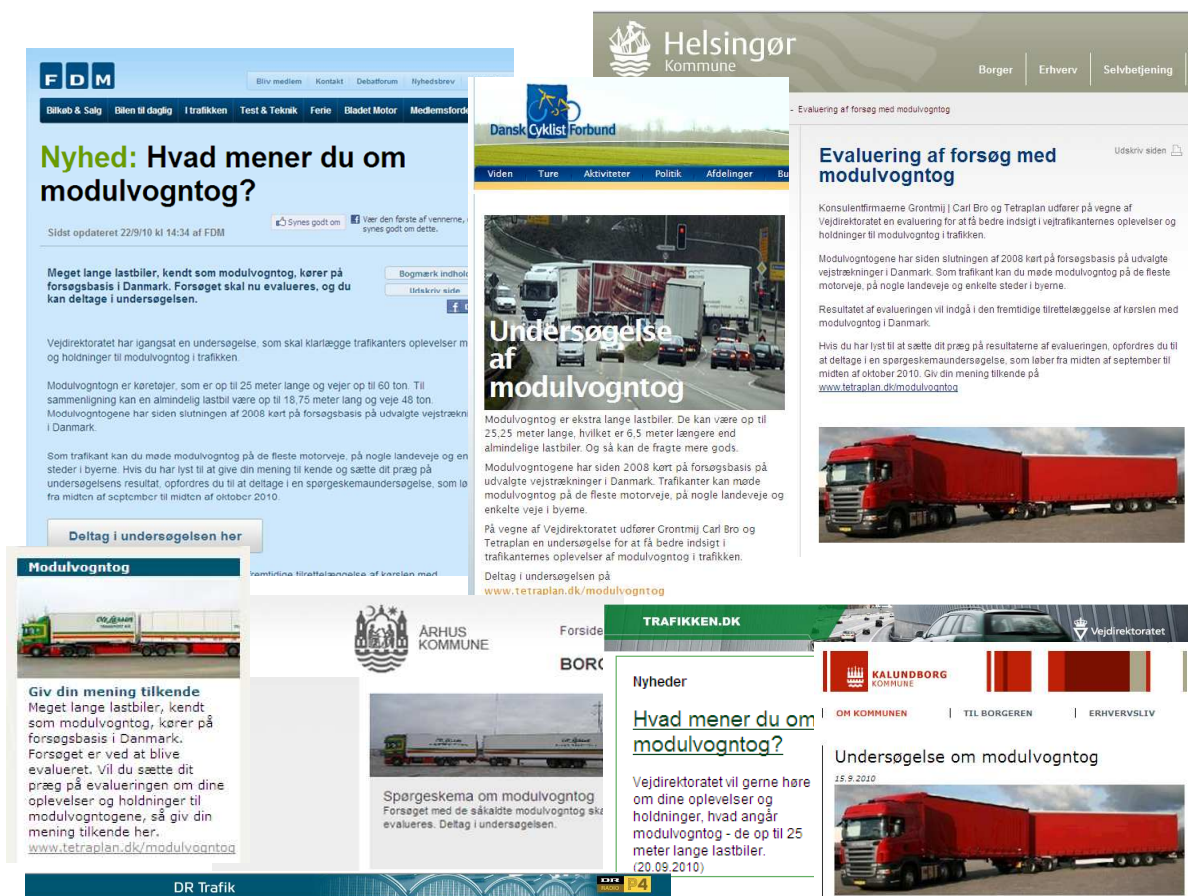 FDM
Bliv medlem Kontakt Debatforum Nyhedsbrev
Bilkøb & Salg Bilen til daglig I trafikken Test & Teknik Ferie Bladet Motor Medlemsforde
Nyhed: Hvad mener du om
modulvogntog?
Synes godt om
Vær den første af vennerne,
synes godt om dette.
Sidst opdateret 22/9/10 kl 14:34 af FDM
Meget lange lastbiler, kendt som modulvogntog, kører på
forsøgsbasis i Danmark. Forsøget skal nu evalueres, og du
kan deltage i undersøgelsen.
Bogmærk indhold
Udskriv side
Vejdirektoratet har igangsat en undersøgelse, som skal klarlægge trafikanters oplevelser m
og holdninger til modulvogntog i trafikken.
Modulvogntogn er køretøjer, som er op til 25 meter lange og vejer op til 60 ton. Til
sammenligning kan en almindelig lastbil være op til 18,75 meter lang og veje 48 ton.
Modulvogntogene har siden slutningen af 2008 kørt på forsøgsbasis på udvalgte vejstrækni
i Danmark.
Som trafikant kan du møde modulvogntog på de fleste motorveje, på nogle landeveje og en
steder i byerne. Hvis du har lyst til at give din mening til kende og sætte dit præg på
undersøgelsens resultat, opfordres du til at deltage i en spørgeskemaundersøgelse, som lø
fra midten af september til midten af oktober 2010.
Deltag i undersøgelsen her
fremtidige tilrettelæggelse af kørslen med
Dansk Cyklist Forbund
Viden Ture Aktiviteter Politik Afdelinger Bu
Undersøgelse
af
modulvogntog
Modulvogntog er ekstra lange lastbiler. De kan være op til
25,25 meter lange, hvilket er 6,5 meter længere end
almindelige lastbiler. Og så kan de fragte mere gods.
Modulvogntogene har siden 2008 kørt på forsøgsbasis på
udvalgte vejstrækninger i Danmark. Trafikanter kan møde
modulvogntog på de fleste motorveje, på nogle landeveje og
enkelte veje i byerne.
På vegne af Vejdirektoratet udfører Grontmij Carl Bro og
Tetraplan en undersøgelse for at få bedre indsigt i
trafikanternes oplevelser af modulvogntog i trafikken.
Deltag i undersøgelsen på
www.tetraplan.dk/modulvogntog
Helsingør
Kommune
Borger Erhverv Selvbetjening
- Evaluering af forsøg med modulvogntog
Evaluering af forsøg med
modulvogntog
Udskriv siden
Konsulentfirmaerne Grontmij | Carl Bro og Tetraplan udfører på vegne af
Vejdirektoratet en evaluering for at få bedre indsigt i vejtrafikanternes oplevelser og
holdninger til modulvogntog i trafikken.
Modulvogntogene har siden slutningen af 2008 kørt på forsøgsbasis på udvalgte
vejstrækninger i Danmark. Som trafikant kan du møde modulvogntog på de fleste
motorveje, på nogle landeveje og enkelte steder i byerne.
Resultatet af evalueringen vil indgå i den fremtidige tilrettelæggelse af kørslen med
modulvogntog i Danmark.
Hvis du har lyst til at sætte dit præg på resultaterne af evalueringen, opfordres du til
at deltage i en spørgeskemaundersøgelse, som løber fra midten af september til
midten af oktober 2010. Giv din mening tilkende på
www.tetraplan.dk/modulvogntog
Modulvogntog
Giv din mening tilkende
Meget lange lastbiler, kendt
som modulvogntog, kører på
forsøgsbasis i Danmark.
Forsøget er ved at blive
evalueret. Vil du sætte dit
præg på evalueringen om dine
oplevelser og holdninger til
modulvogntogene, så giv din
mening tilkende her.
www.tetraplan.dk/modulvogntog
ÅRHUS
KOMMUNE
Forside
BORG
Spørgeskema om modulvogntog
Forsøget med de såkaldte modulvogntog ska
evalueres. Deltag i undersøgelsen.
TRAFIKKEN.DK
Vejdirektoratet
Nyheder
Hvad mener du om
modulvogntog?
Vejdirektoratet vil gerne høre
om dine oplevelser og
holdninger, hvad angår
modulvogntog - de op til 25
meter lange lastbiler.
(20.09.2010)
KALUNDBORG
KOMMUNE
OM KOMMUNEN TIL BORGEREN ERHVERVSLIV
Undersøgelse om modulvogntog
15.9.2010
DR Trafik
DR
RADIO
P4